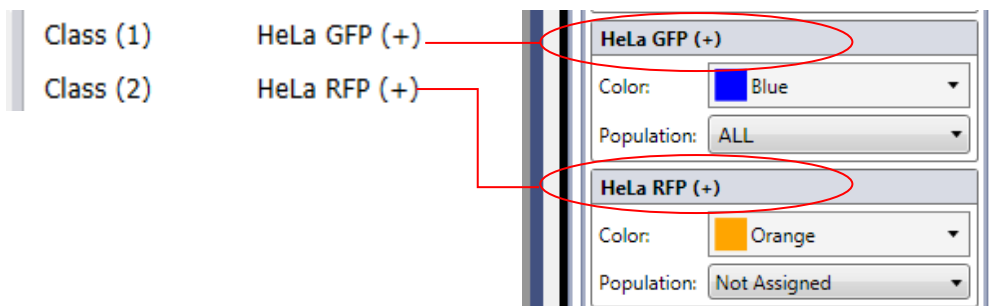 Class (1) HeLa GFP (+)
Class (2) HeLa RFP (+)
HeLa GFP (+)
Color: Blue
Population: ALL
HeLa RFP (+)
Color: Orange
Population: Not Assigned